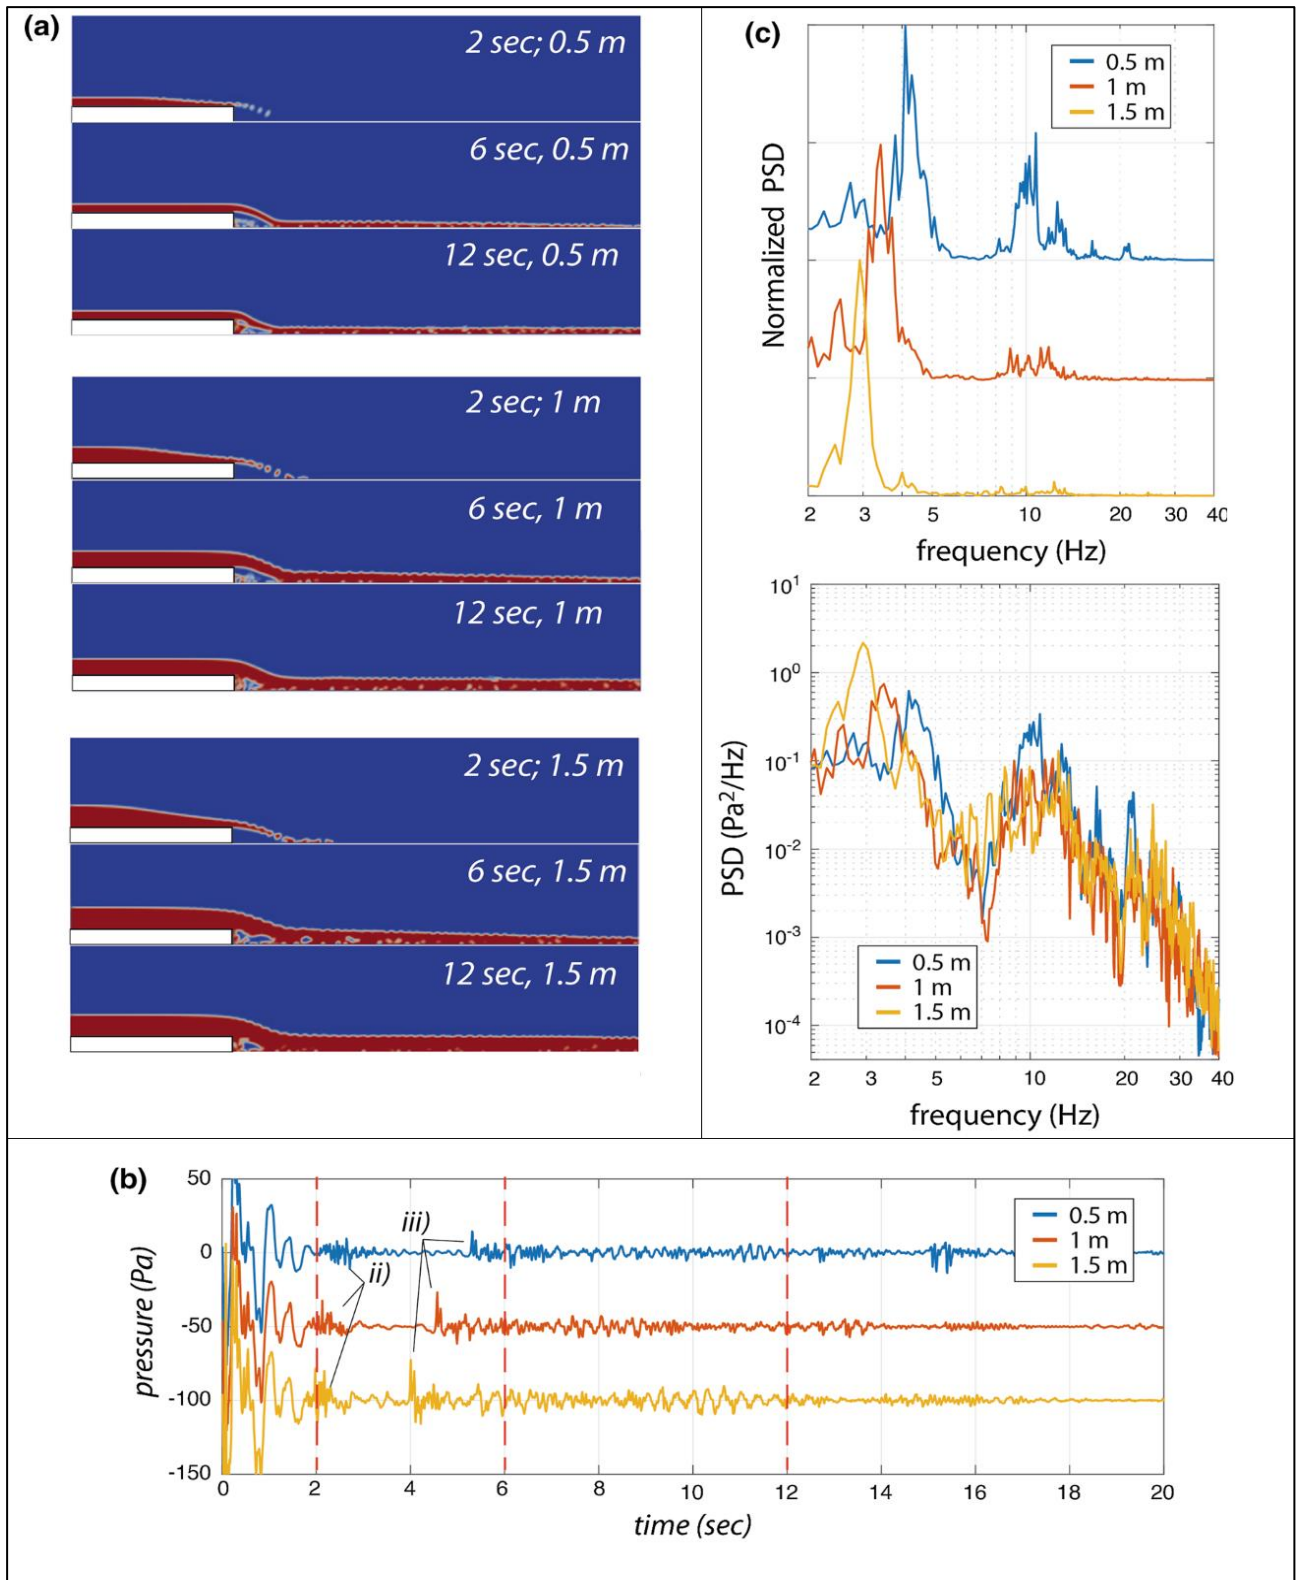 (a)
2 sec; 0.5 m
6 sec, 0.5 m
12 sec, 0.5 m
2 sec; 1 m
6 sec, 1 m
12 sec, 1 m
2 sec; 1.5 m
6 sec, 1.5 m
12 sec, 1.5 m
(c)
0.5 m
1 m
1.5 m
Normalized PSD
2 3 5 10 20 30 40
frequency (Hz)
10^1
10^0
10^-1
10^-2
10^-3
10^-4
PSD (Pa^2/Hz)
0.5 m
1 m
1.5 m
2 3 5 10 20 30 40
frequency (Hz)
(b)
50
0
-50
-100
-150
pressure (Pa)
iii)
ii)
0.5 m
1 m
1.5 m
0 2 4 6 8 10 12 14 16 18 20
time (sec)